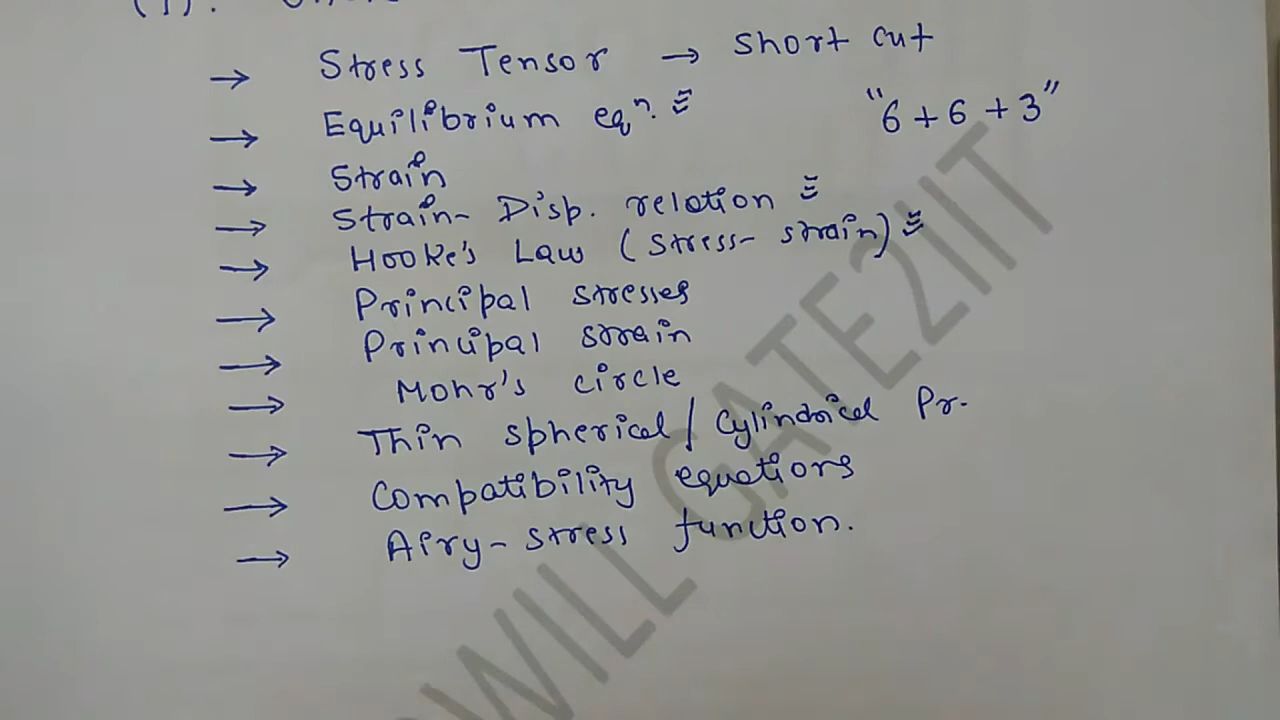 (1).
→ Stress Tensor → short cut
→ Equilibrium eqⁿ.
"6 + 6 + 3"
→ Strain
→ Strain- Disp. relation
→ Hooke's Law (stress- strain)
→ Principal stresses
→ Principal strain
→ Mohr's circle
→ Thin spherical/cylindrical Pr.
→ Compatibility equations
→ Airy-stress function.
WILL GATE2IIT